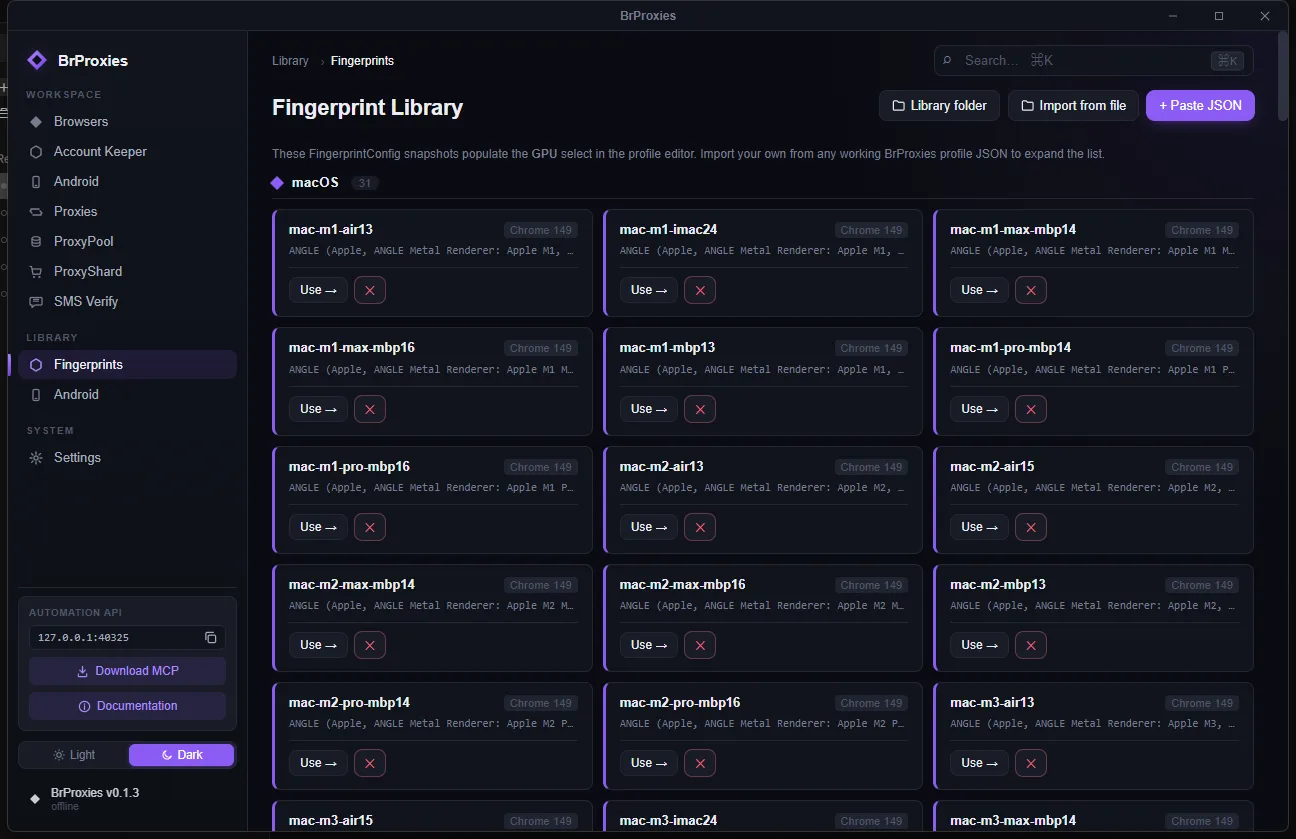 BrProxies
BrProxies
WORKSPACE
Browsers
Account Keeper
Android
Proxies
ProxyPool
ProxyShard
SMS Verify
LIBRARY
Fingerprints
Android
SYSTEM
Settings
AUTOMATION API
127.0.0.1:40325
Download MCP
Documentation
Light Dark
BrProxies v0.1.3
offline
Library › Fingerprints
Search… ⌘K ⌘K
Fingerprint Library
Library folder Import from file + Paste JSON
These FingerprintConfig snapshots populate the GPU select in the profile editor. Import your own from any working BrProxies profile JSON to expand the list.
macOS 31
mac-m1-air13 Chrome 149 mac-m1-imac24 Chrome 149 mac-m1-max-mbp14 Chrome 149
ANGLE (Apple, ANGLE Metal Renderer: Apple M1, … ANGLE (Apple, ANGLE Metal Renderer: Apple M1, … ANGLE (Apple, ANGLE Metal Renderer: Apple M1 M…
Use → Use → Use →
mac-m1-max-mbp16 Chrome 149 mac-m1-mbp13 Chrome 149 mac-m1-pro-mbp14 Chrome 149
ANGLE (Apple, ANGLE Metal Renderer: Apple M1 M… ANGLE (Apple, ANGLE Metal Renderer: Apple M1, … ANGLE (Apple, ANGLE Metal Renderer: Apple M1 P…
Use → Use → Use →
mac-m1-pro-mbp16 Chrome 149 mac-m2-air13 Chrome 149 mac-m2-air15 Chrome 149
ANGLE (Apple, ANGLE Metal Renderer: Apple M1 P… ANGLE (Apple, ANGLE Metal Renderer: Apple M2, … ANGLE (Apple, ANGLE Metal Renderer: Apple M2, …
Use → Use → Use →
mac-m2-max-mbp14 Chrome 149 mac-m2-max-mbp16 Chrome 149 mac-m2-mbp13 Chrome 149
ANGLE (Apple, ANGLE Metal Renderer: Apple M2 M… ANGLE (Apple, ANGLE Metal Renderer: Apple M2 M… ANGLE (Apple, ANGLE Metal Renderer: Apple M2, …
Use → Use → Use →
mac-m2-pro-mbp14 Chrome 149 mac-m2-pro-mbp16 Chrome 149 mac-m3-air13 Chrome 149
ANGLE (Apple, ANGLE Metal Renderer: Apple M2 P… ANGLE (Apple, ANGLE Metal Renderer: Apple M2 P… ANGLE (Apple, ANGLE Metal Renderer: Apple M3, …
Use → Use → Use →
mac-m3-air15 Chrome 149 mac-m3-imac24 Chrome 149 mac-m3-max-mbp14 Chrome 149